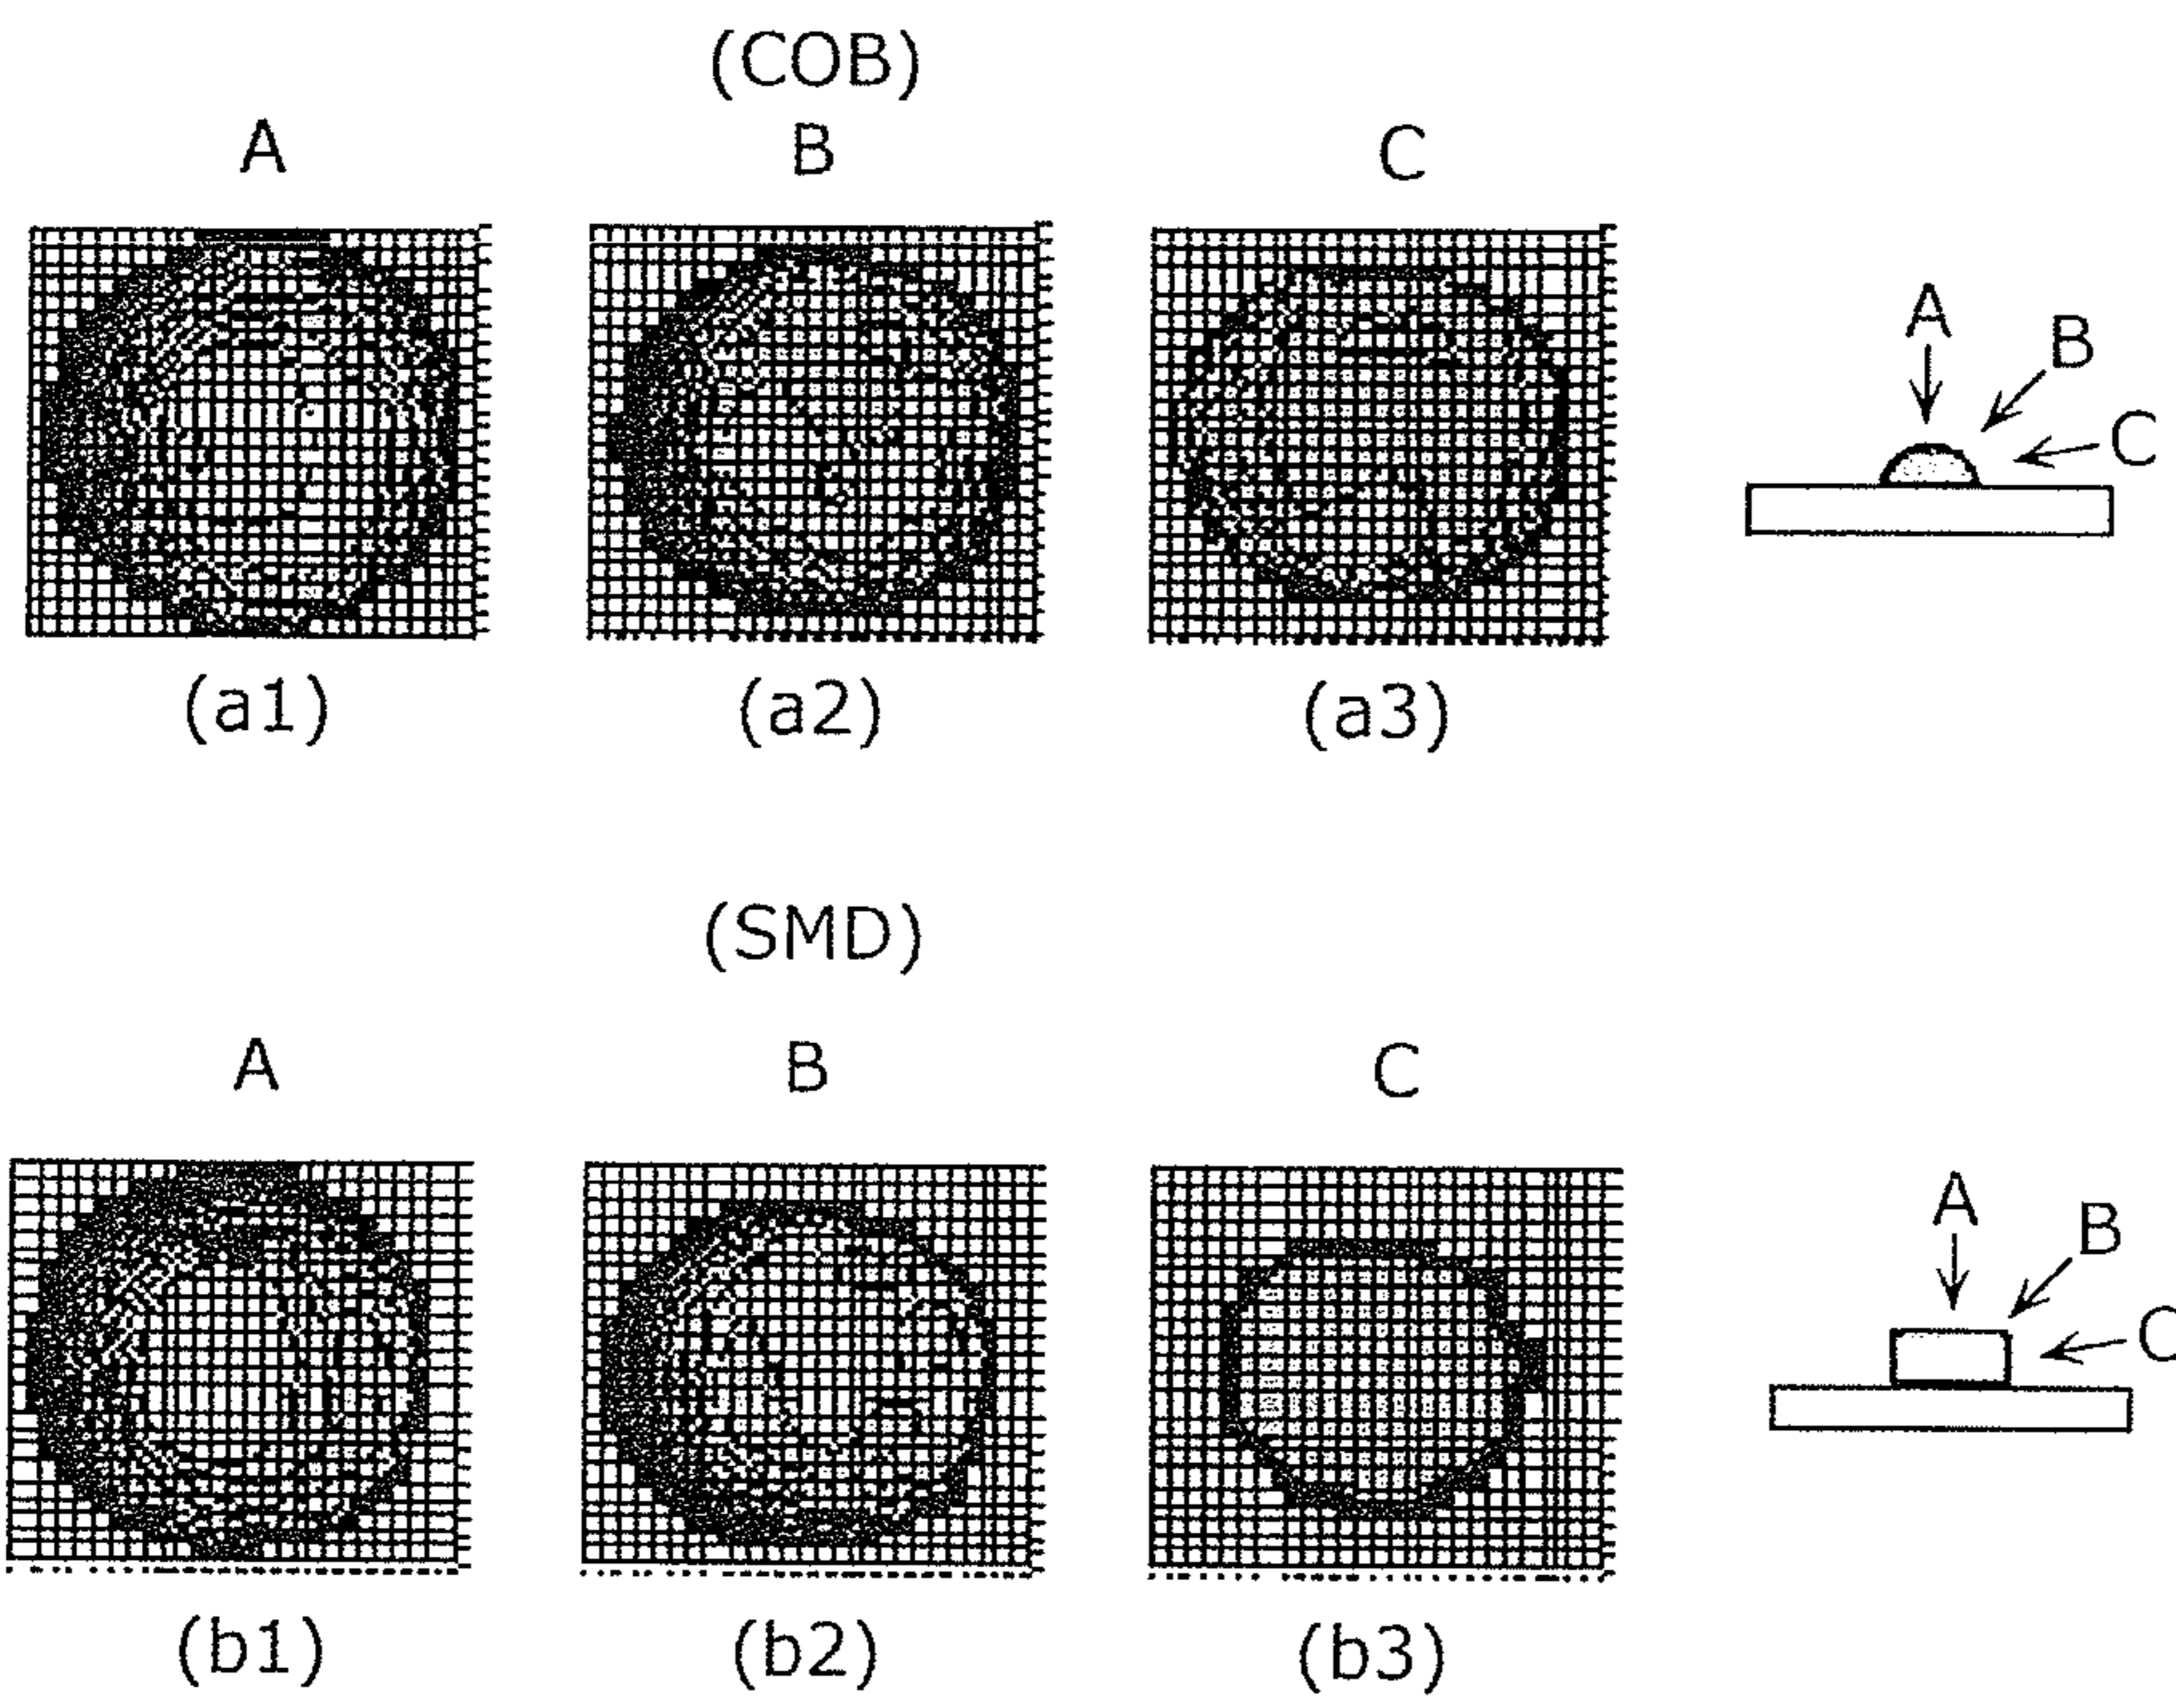 (COB)
A B C
A
B
C
(a1) (a2) (a3)
(SMD)
A B C
A
B
C
(b1) (b2) (b3)